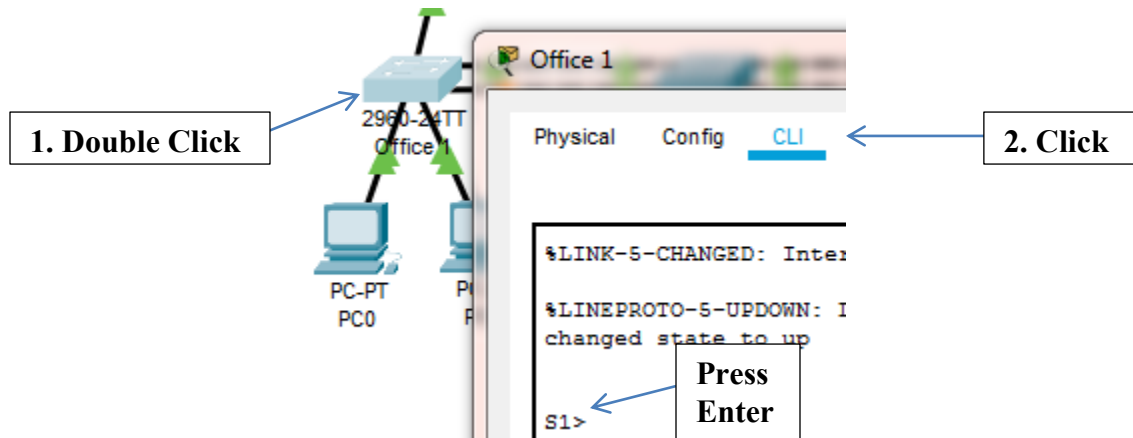 Office 1
1. Double Click
2960-24TT
Office 1
Physical Config CLI
2. Click
%LINK-5-CHANGED: Inter
PC-PT
PC0
%LINEPROTO-5-UPDOWN:
changed state to up
Press
Enter
S1>